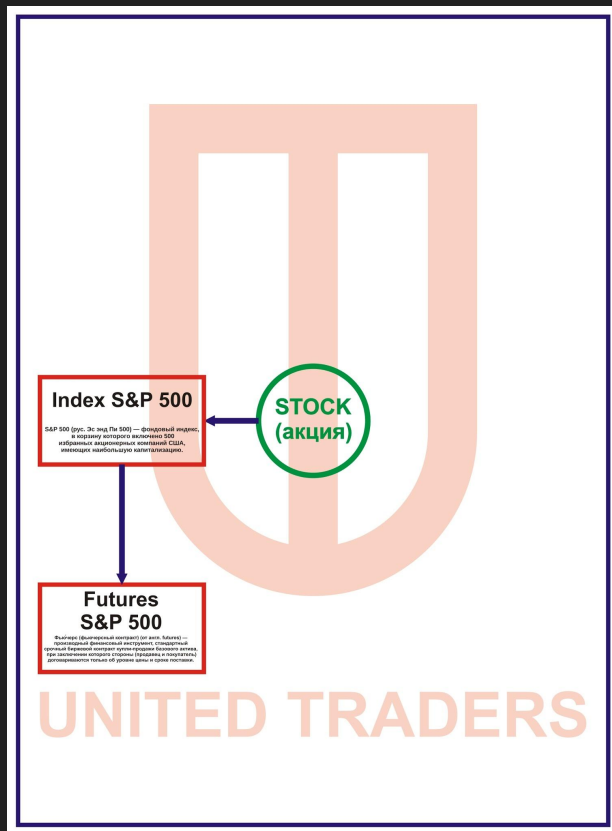 Index S&P 500
S&P 500 (рус. Эс энд Пи 500) — фондовый индекс,
в корзину которого включено 500
избранных акционерных компаний США,
имеющих наибольшую капитализацию.
STOCK
(акция)
Futures
S&P 500
Фьючерс (фьючерсный контракт) (от англ. futures) —
производный финансовый инструмент, стандартный
срочный биржевой контракт купли-продажи базового актива,
при заключении которого стороны (продавец и покупатель)
договариваются только об уровне цены и сроке поставки.
UNITED TRADERS